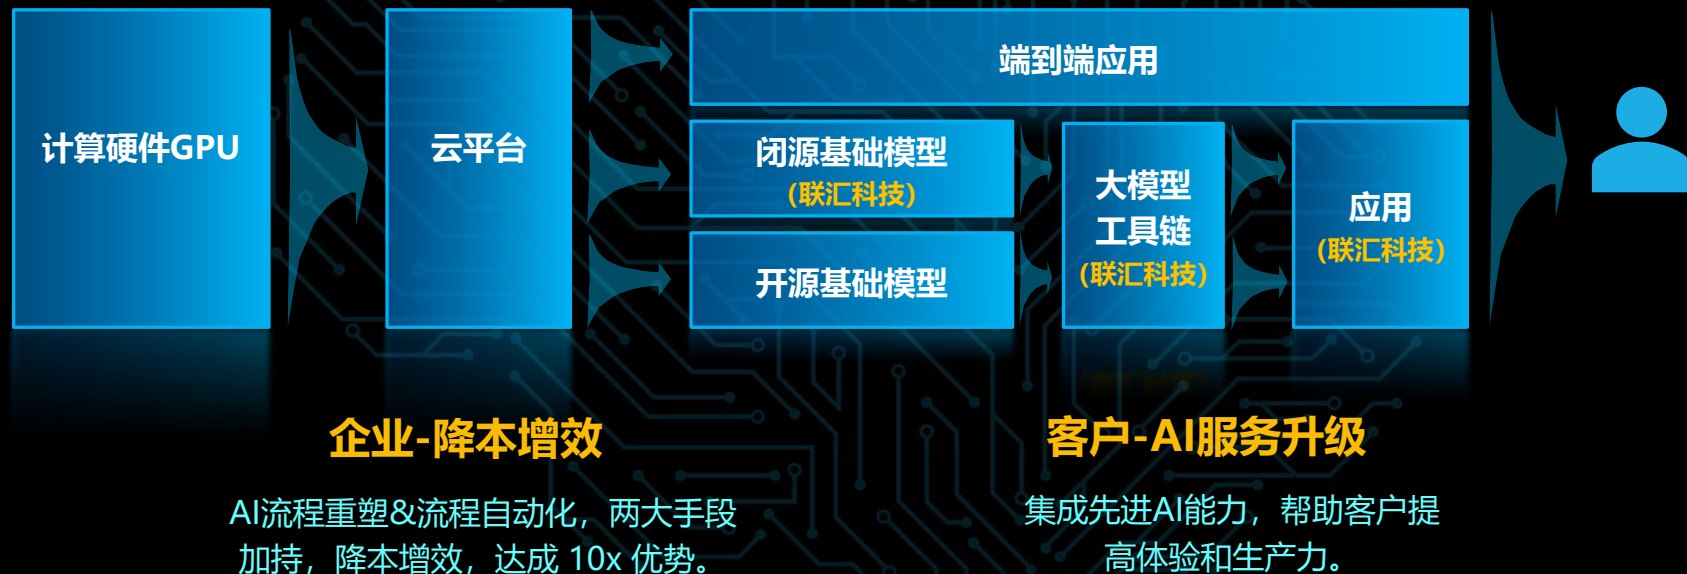 计算硬件GPU
云平台
端到端应用
闭源基础模型
（联汇科技）
开源基础模型
大模型
工具链
（联汇科技）
应用
（联汇科技）
企业-降本增效
AI流程重塑&流程自动化，两大手段
加持，降本增效，达成 10x 优势。
客户-AI服务升级
集成先进AI能力，帮助客户提
高体验和生产力。